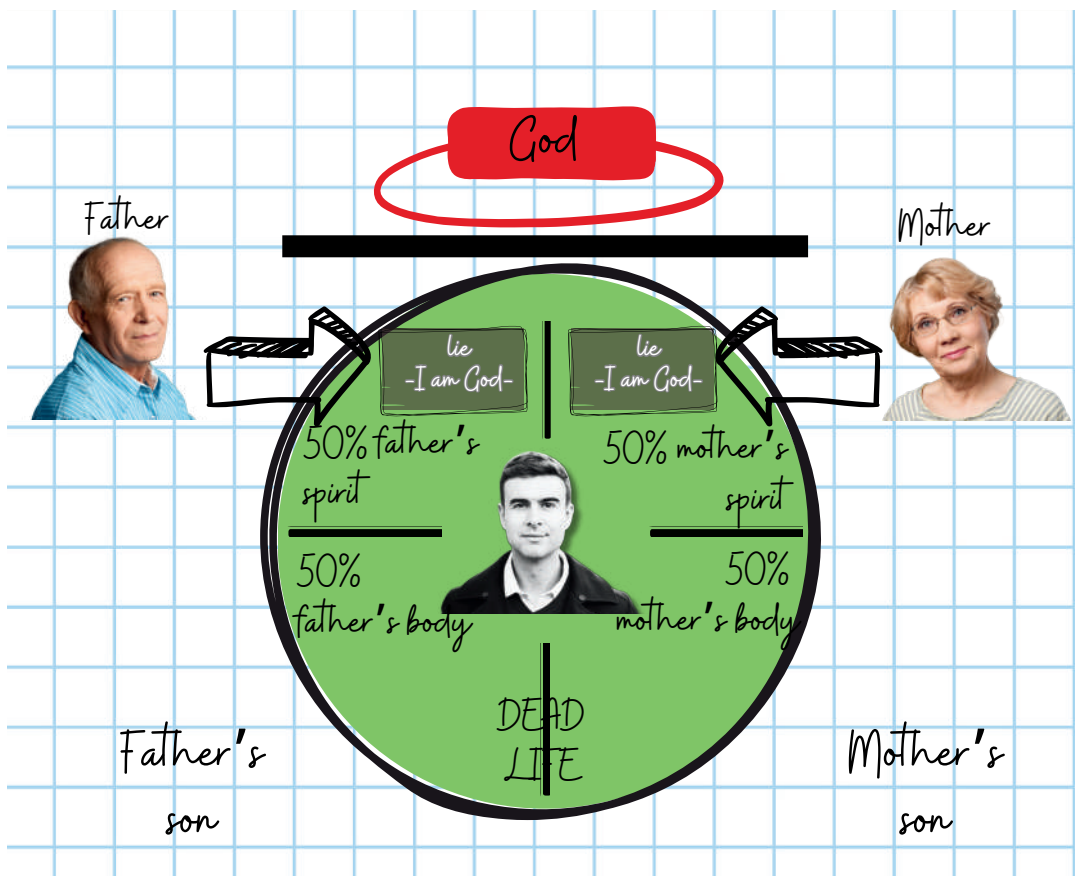 God
Father
Mother
lie
-I am God-
lie
-I am God-
50% father's
spirit
50% mother's
spirit
50%
father's body
50%
mother's body
DEAD
LIFE
Father's
son
Mother's
son